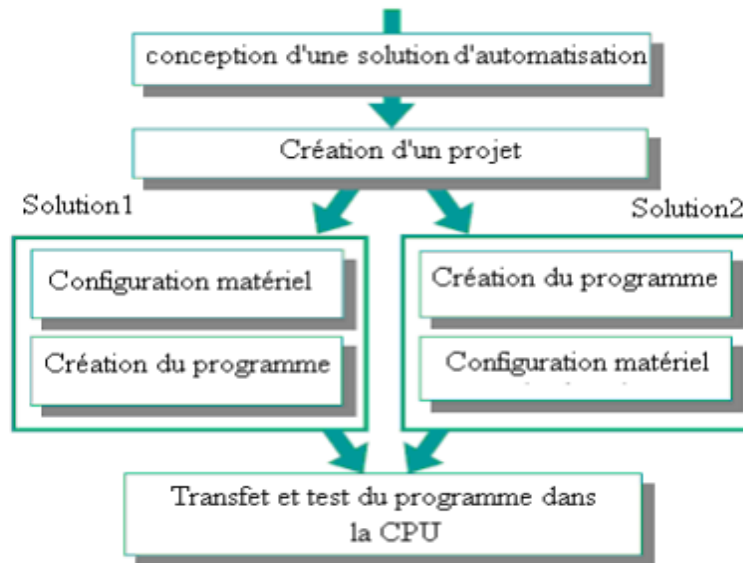 conception d'une solution d'automatisation
Création d'un projet
Solution1
Configuration matériel
Création du programme
Solution2
Création du programme
Configuration matériel
Transfet et test du programme dans
la CPU